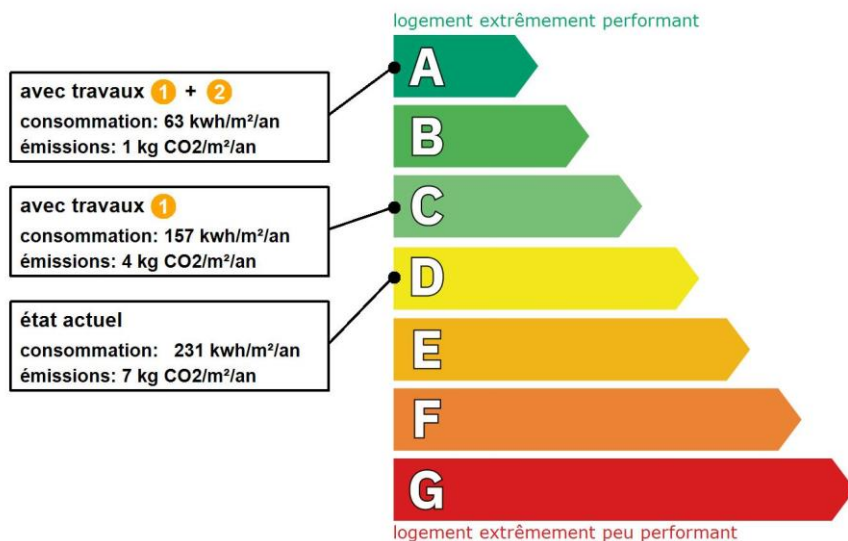 logement extrêmement performant
A
avec travaux 1 + 2
consommation: 63 kwh/m²/an
émissions: 1 kg CO2/m²/an
B
avec travaux 1
consommation: 157 kwh/m²/an
émissions: 4 kg CO2/m²/an
C
D
état actuel
consommation: 231 kwh/m²/an
émissions: 7 kg CO2/m²/an
E
F
G
logement extrêmement peu performant